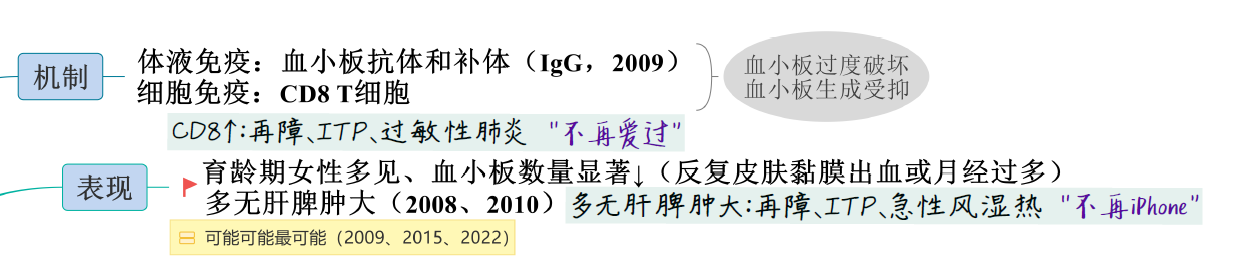 机制
体液免疫：血小板抗体和补体（IgG，2009）
细胞免疫：CD8 T细胞
血小板过度破坏
血小板生成受抑
CD8↑:再障、ITP、过敏性肺炎 "不再爱过"
表现
育龄期女性多见、血小板数量显著↓（反复皮肤黏膜出血或月经过多）
多无肝脾肿大（2008、2010）多无肝脾肿大:再障、ITP、急性风湿热 "不再iPhone"
可能可能最可能（2009、2015、2022）